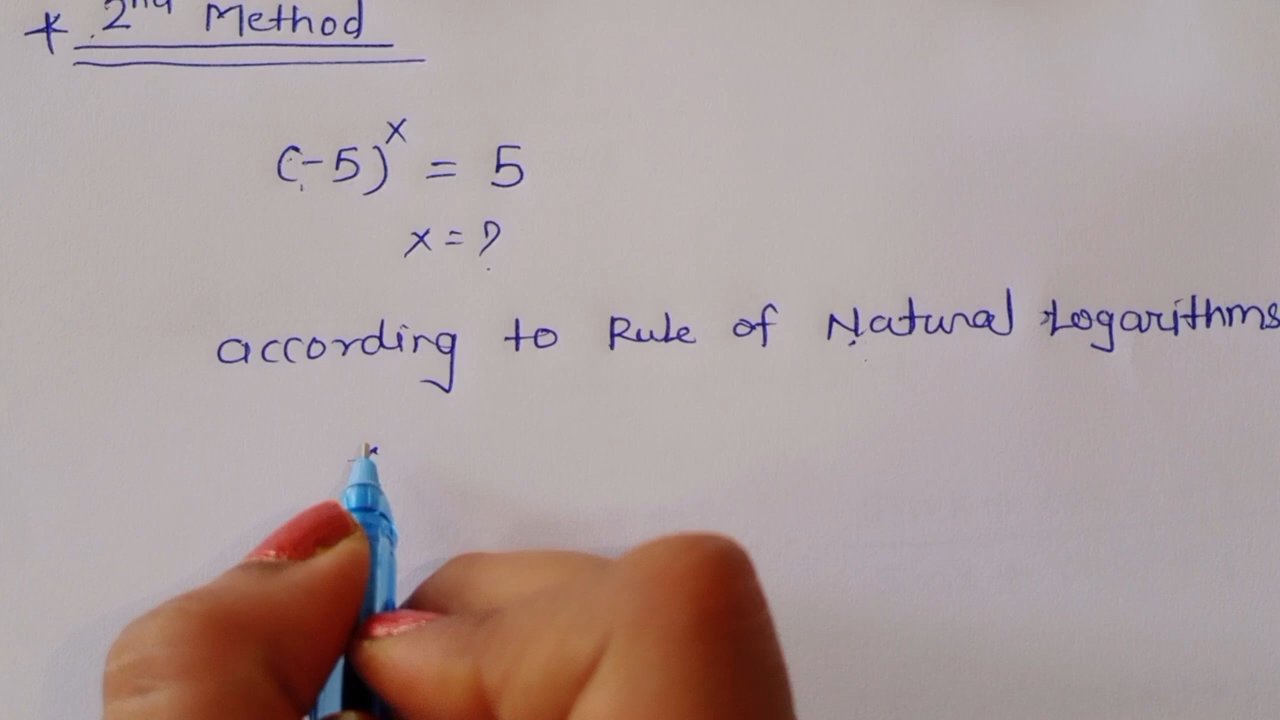 * 2nd Method
(-5)^x = 5
x = ?
according to Rule of Natural Logarithms